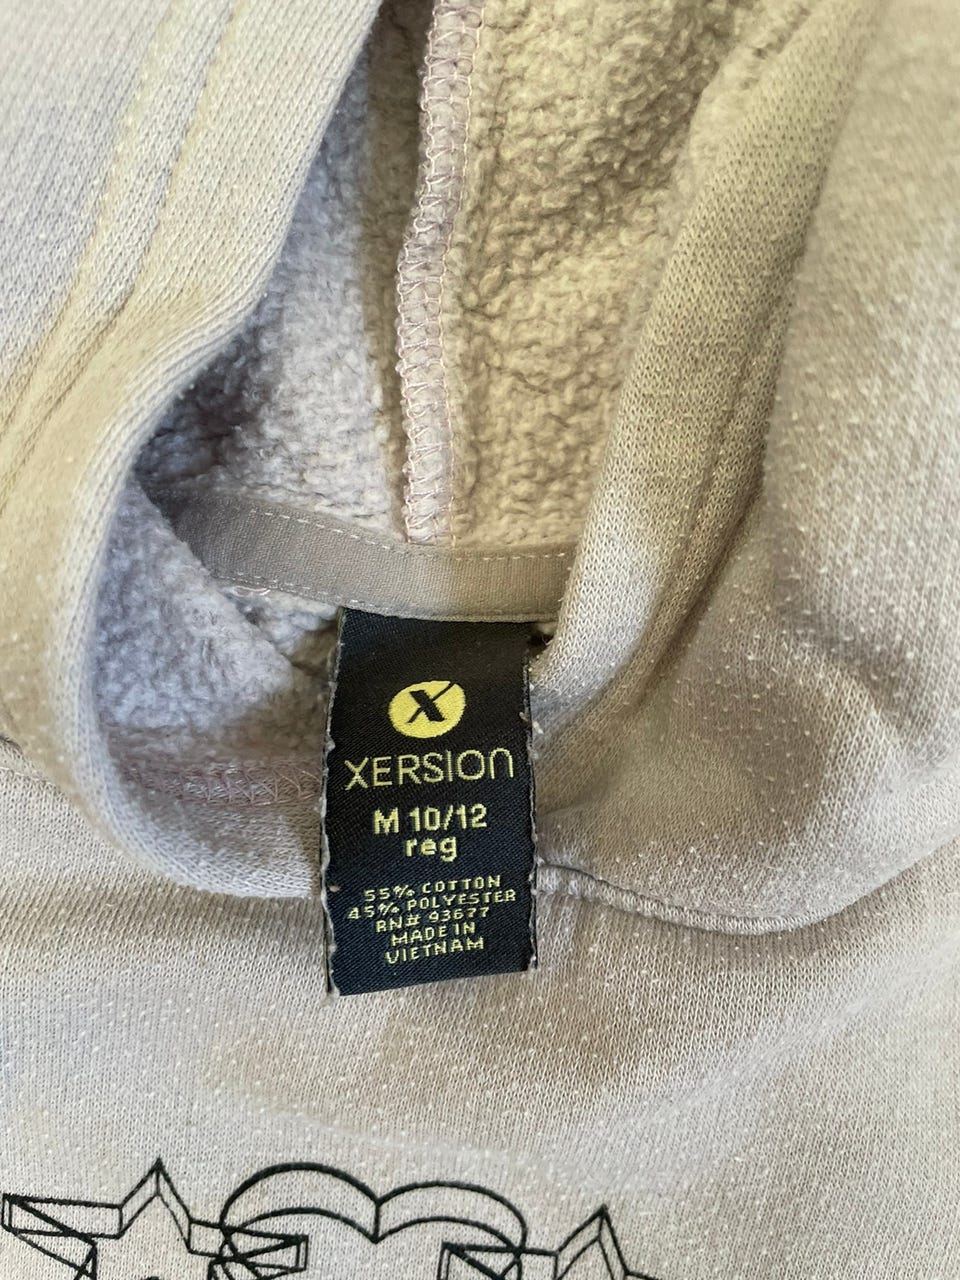 X
XERSION
M 10/12
reg
55% COTTON
45% POLYESTER
RN# 93677
MADE IN
VIETNAM